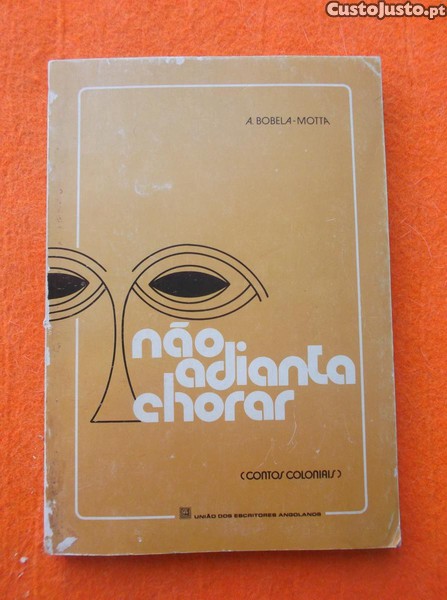 CustoJusto.pt
A. BOBELA-MOTTA
não
adianta
chorar
(CONTOS COLONIAIS)
UNIÃO DOS ESCRITORES ANGOLANOS